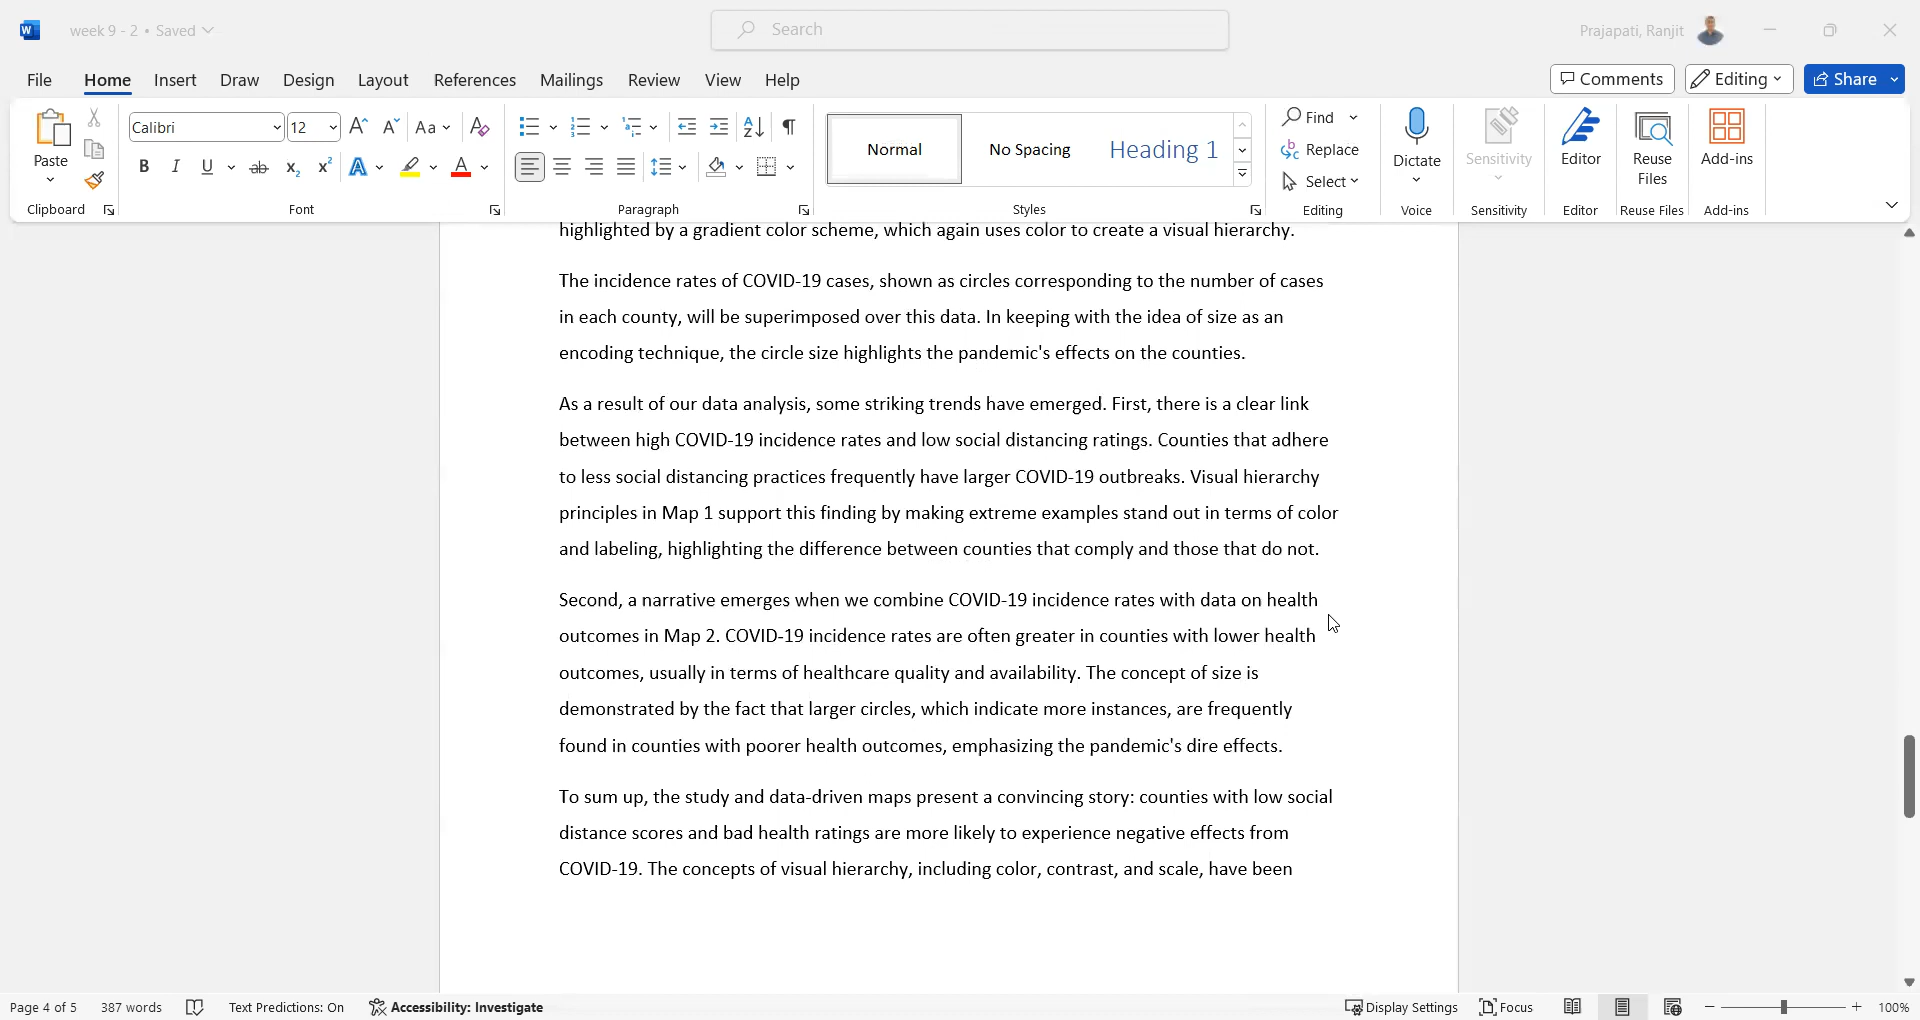 week 9 - 2 • Saved
Search
Prajapati, Ranjit
File Home Insert Draw Design Layout References Mailings Review View Help
Comments Editing Share
Paste
Calibri 12 Aa
Normal No Spacing Heading 1
Find
Replace
Select
Dictate
Sensitivity
Editor
Reuse
Files
Add-ins
Clipboard Font Paragraph Styles Editing Voice Sensitivity Editor Reuse Files Add-ins
highlighted by a gradient color scheme, which again uses color to create a visual hierarchy.
The incidence rates of COVID-19 cases, shown as circles corresponding to the number of cases
in each county, will be superimposed over this data. In keeping with the idea of size as an
encoding technique, the circle size highlights the pandemic's effects on the counties.
As a result of our data analysis, some striking trends have emerged. First, there is a clear link
between high COVID-19 incidence rates and low social distancing ratings. Counties that adhere
to less social distancing practices frequently have larger COVID-19 outbreaks. Visual hierarchy
principles in Map 1 support this finding by making extreme examples stand out in terms of color
and labeling, highlighting the difference between counties that comply and those that do not.
Second, a narrative emerges when we combine COVID-19 incidence rates with data on health
outcomes in Map 2. COVID-19 incidence rates are often greater in counties with lower health
outcomes, usually in terms of healthcare quality and availability. The concept of size is
demonstrated by the fact that larger circles, which indicate more instances, are frequently
found in counties with poorer health outcomes, emphasizing the pandemic's dire effects.
To sum up, the study and data-driven maps present a convincing story: counties with low social
distance scores and bad health ratings are more likely to experience negative effects from
COVID-19. The concepts of visual hierarchy, including color, contrast, and scale, have been
Page 4 of 5 387 words Text Predictions: On Accessibility: Investigate Display Settings Focus 100%